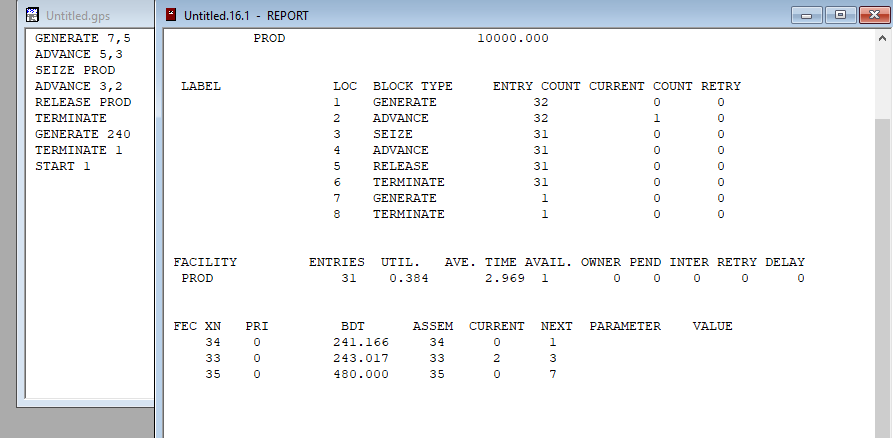 Untitled.gps
GENERATE 7,5
ADVANCE 5,3
SEIZE PROD
ADVANCE 3,2
RELEASE PROD
TERMINATE
GENERATE 240
TERMINATE 1
START 1
Untitled.16.1 - REPORT
PROD 10000.000
LABEL LOC BLOCK TYPE ENTRY COUNT CURRENT COUNT RETRY
1 GENERATE 32 0 0
2 ADVANCE 32 1 0
3 SEIZE 31 0 0
4 ADVANCE 31 0 0
5 RELEASE 31 0 0
6 TERMINATE 31 0 0
7 GENERATE 1 0 0
8 TERMINATE 1 0 0
FACILITY ENTRIES UTIL. AVE. TIME AVAIL. OWNER PEND INTER RETRY DELAY
PROD 31 0.384 2.969 1 0 0 0 0 0
FEC XN PRI BDT ASSEM CURRENT NEXT PARAMETER VALUE
34 0 241.166 34 0 1
33 0 243.017 33 2 3
35 0 480.000 35 0 7